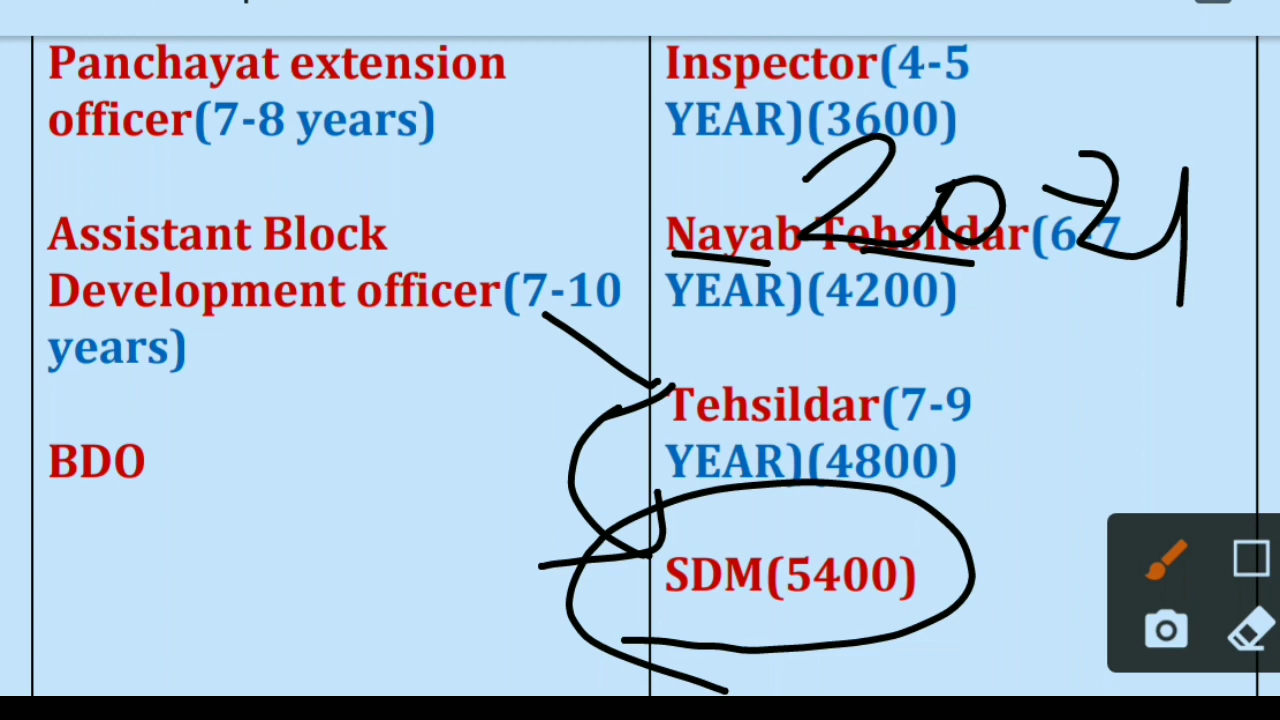 Panchayat extension
officer(7-8 years)
Assistant Block
Development officer(7-10
years)
BDO
Inspector(4-5
YEAR)(3600)
Nayab Tehsildar(6-7
YEAR)(4200)
Tehsildar(7-9
YEAR)(4800)
SDM(5400)